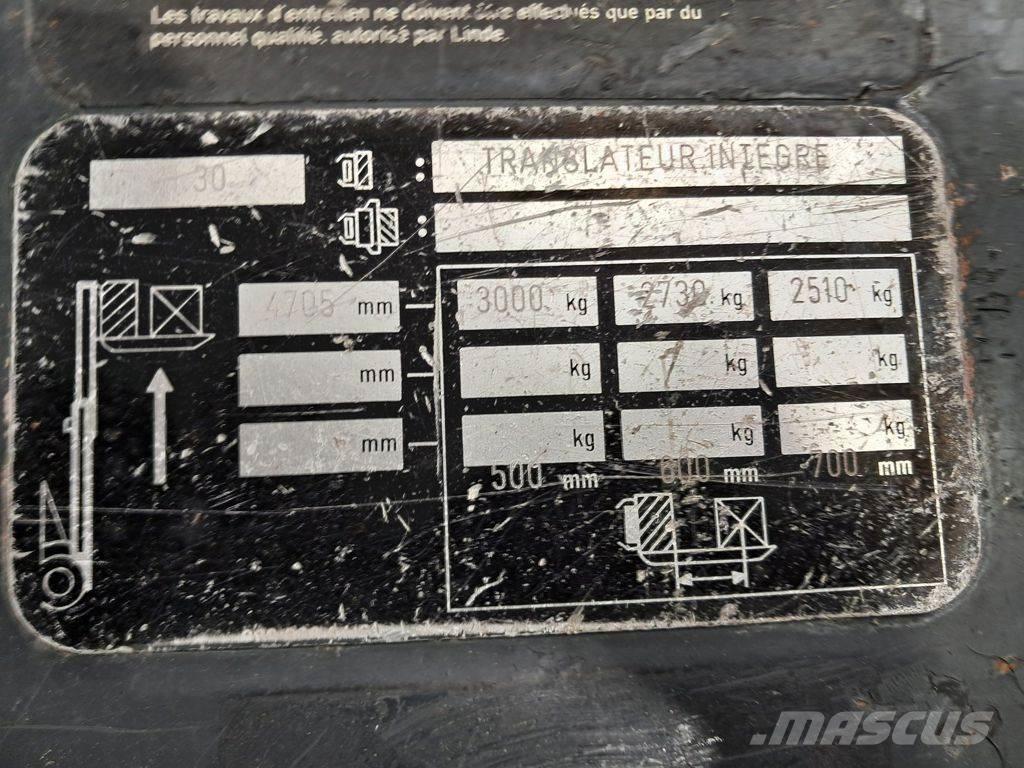 Les travaux d'entretien ne doivent être effectués que par du
personnel qualifié, autorisé par Linde.
30
: TRANSLATEUR INTEGRE
:
4705 mm 3000 kg 2730 kg 2510 kg
mm kg kg kg
mm kg kg kg
500 mm 600 mm 700 mm
MASCUS